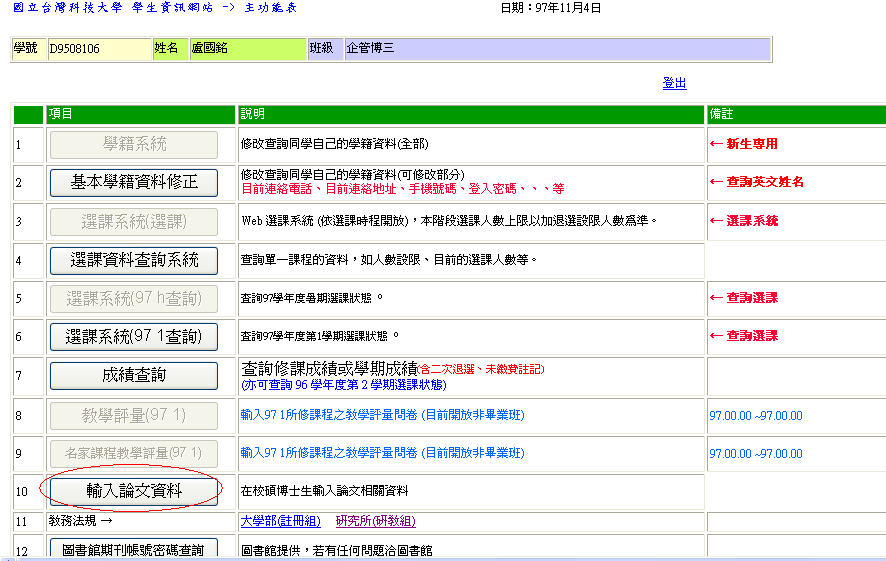 國立台灣科技大學 學生資訊網站 -> 主功能表
日期：97年11月4日
學號 D9508106 姓名 盧國銘 班級 企管博三
登出
項目 說明 備註
1 學籍系統 修改查詢同學自己的學籍資料(全部) ← 新生專用
2 基本學籍資料修正 修改查詢同學自己的學籍資料(可修改部分) ← 查詢英文姓名
目前連絡電話、目前連絡地址、手機號碼、登入密碼、、、等
3 選課系統(選課) Web 選課系統 (依選課時程開放)，本階段選課人數上限以加退選設限人數為準。 ← 選課系統
4 選課資料查詢系統 查詢單一課程的資料，如人數設限、目前的選課人數等。
5 選課系統(97 h查詢) 查詢97學年度暑期選課狀態 。 ← 查詢選課
6 選課系統(97 1查詢) 查詢97學年度第1學期選課狀態 。 ← 查詢選課
7 成績查詢 查詢修課成績或學期成績(含二次退選、未繳費註記)
(亦可查詢 96 學年度第 2 學期選課狀態)
8 教學評量(97 1) 輸入97 1所修課程之教學評量問卷 (目前開放非畢業班) 97.00.00 ~97.00.00
9 名家課程教學評量(97 1) 輸入97 1所修課程之教學評量問卷 (目前開放非畢業班) 97.00.00 ~97.00.00
10 輸入論文資料 在校碩博士生輸入論文相關資料
11 教務法規 → 大學部(註冊組) 研究所(研教組)
12 圖書館期刊帳號密碼查詢 圖書館提供，若有任何問題洽圖書館